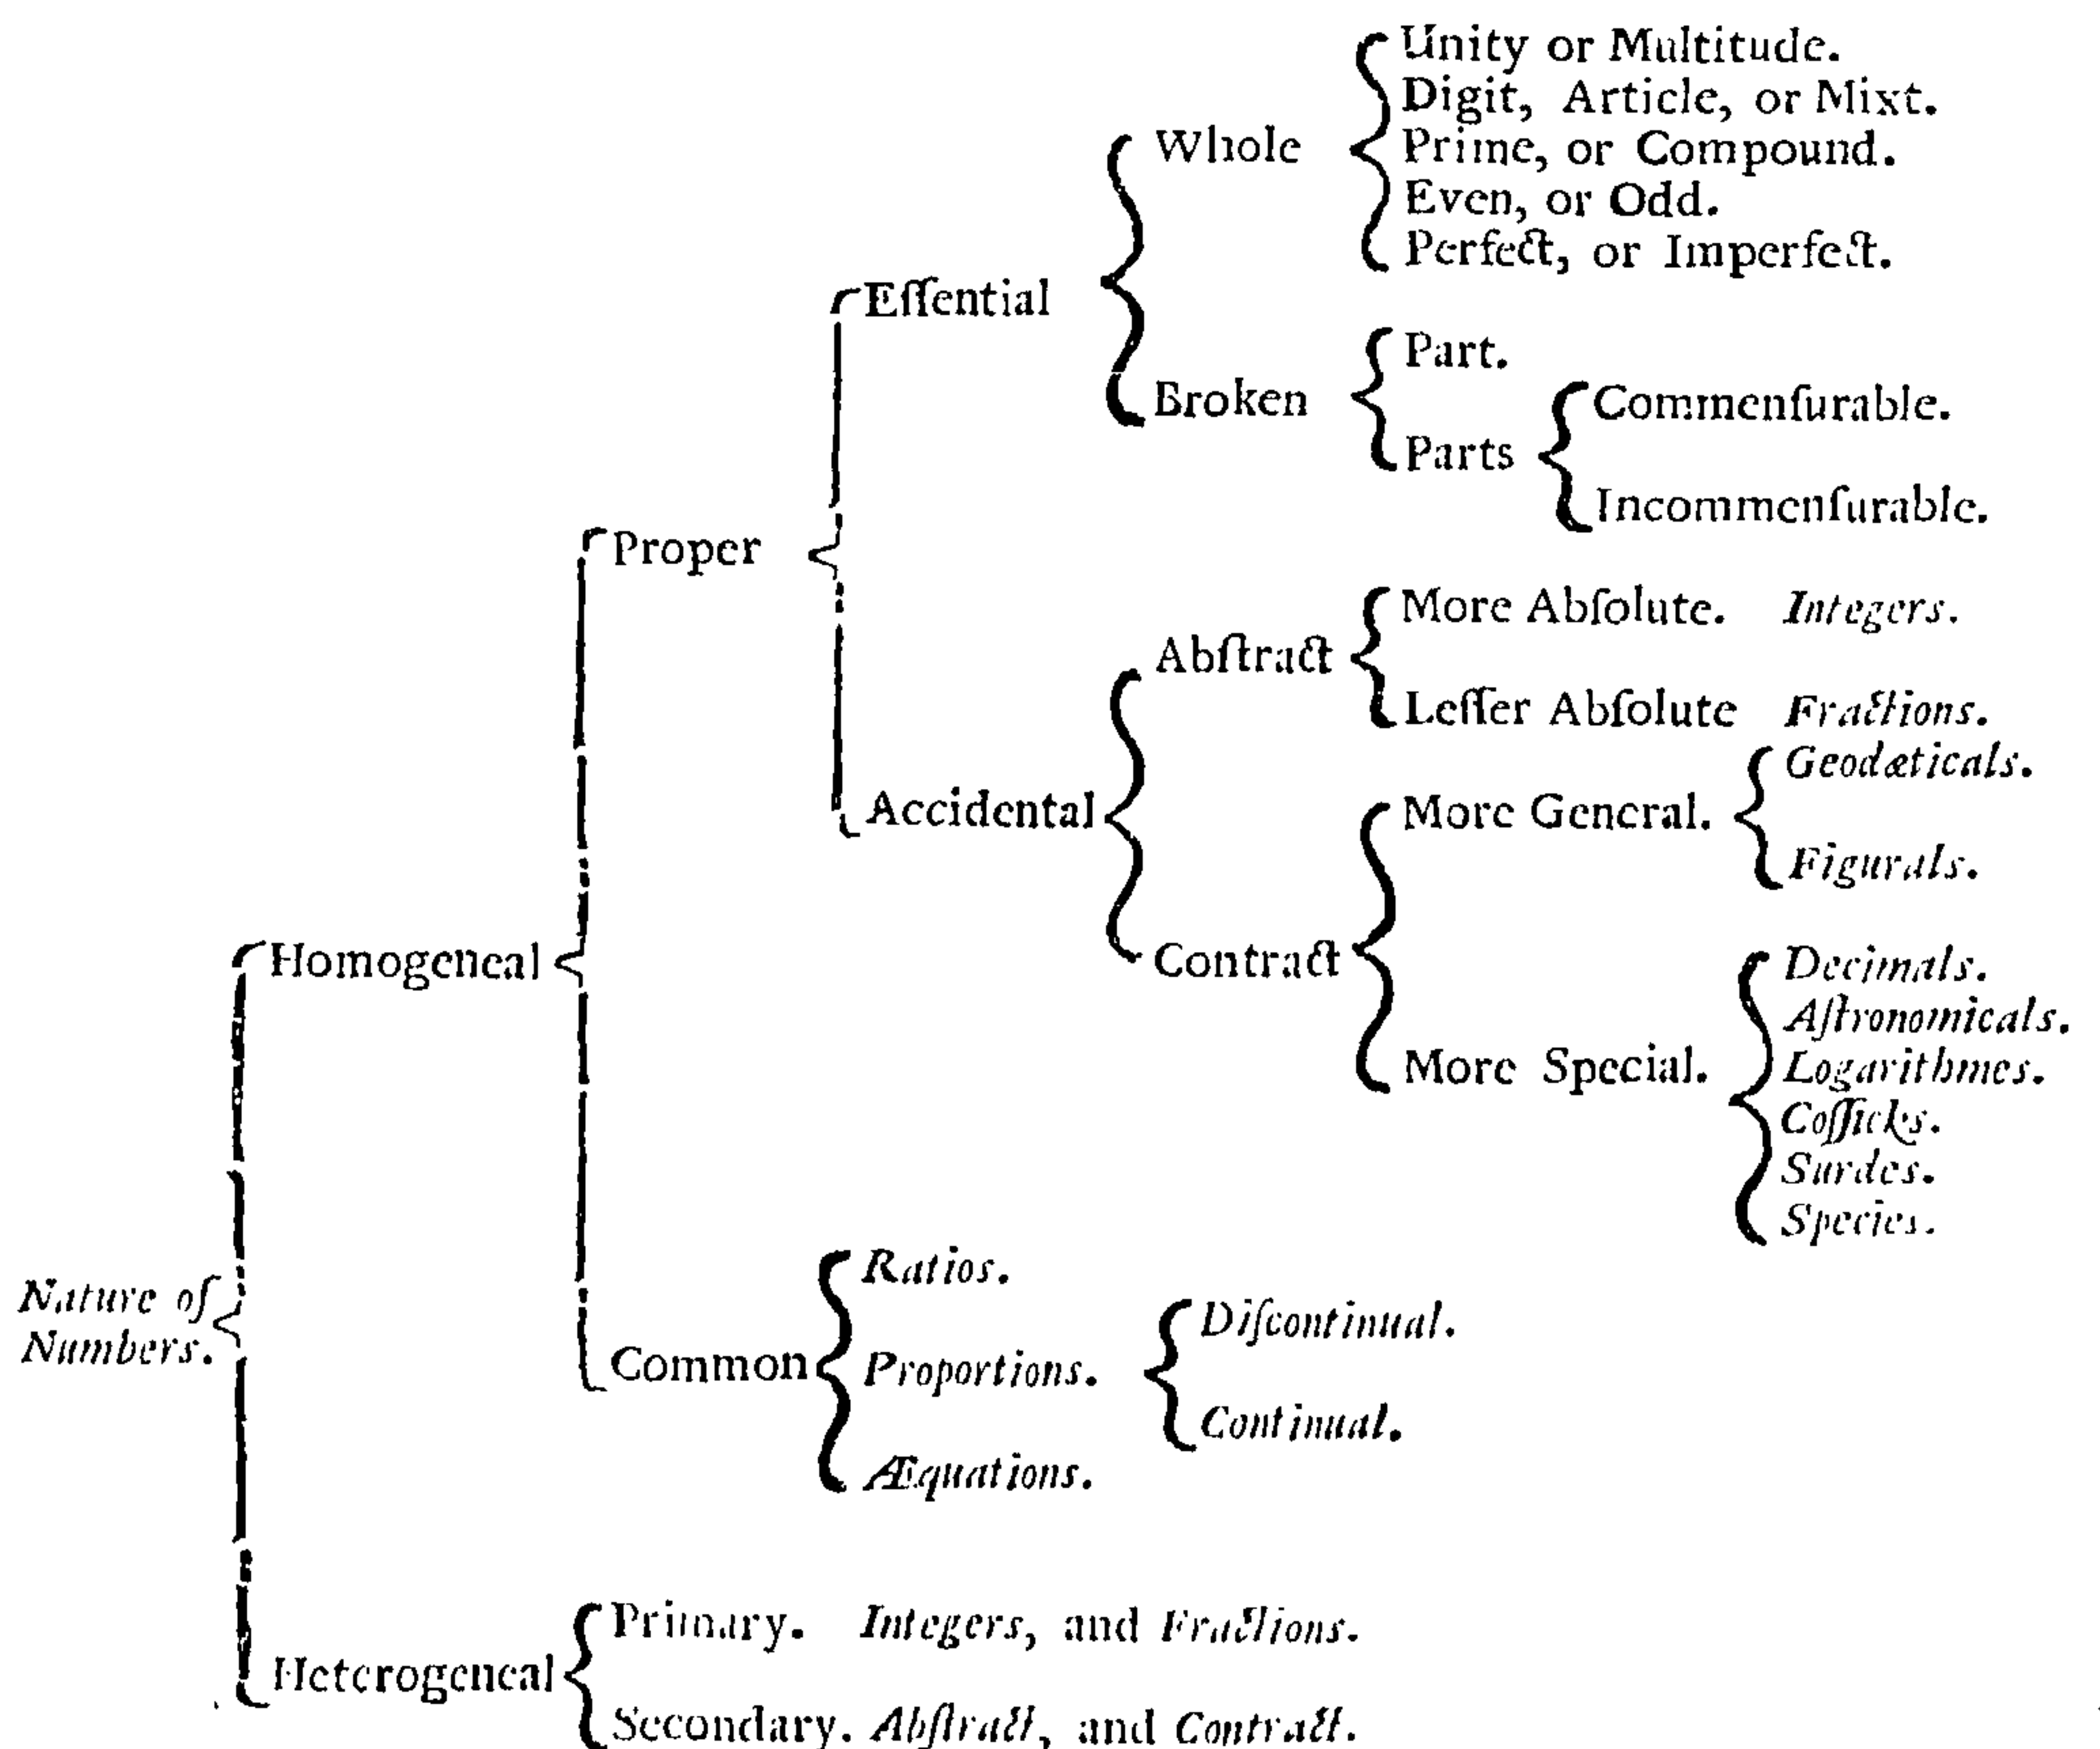 Unity or Multitude.
Digit, Article, or Mixt.
Whole
Prime, or Compound.
Even, or Odd.
Perfect, or Imperfect.
Eſſential
Part.
Broken
Commenſurable.
Parts
Incommenſurable.
Proper
More Abſolute. Integers.
Abſtract
Leſſer Abſolute Fractions.
Geodæticals.
Accidental
More General.
Figurals.
Homogeneal
Contract
Decimals.
Aſtronomicals.
More Special.
Logarithmes.
Coſſicks.
Surdes.
Species.
Ratios.
Nature of
Numbers.
Diſcontinual.
Common
Proportions.
Continual.
Æquations.
Primary. Integers, and Fractions.
Heterogeneal
Secondary. Abſtract, and Contract.